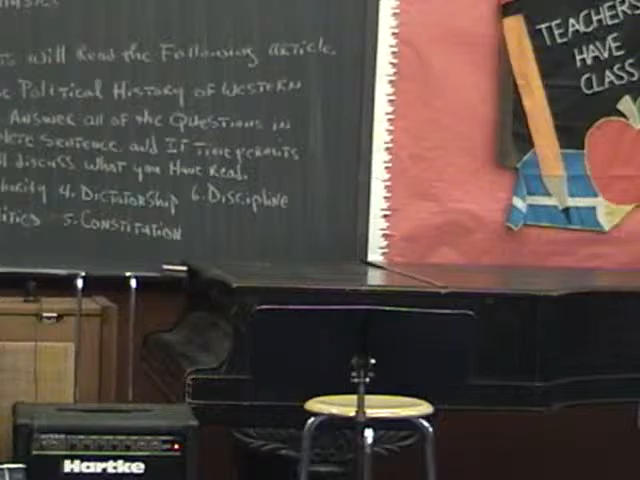 will Read the Following article.
Political History of Western
Answer all of the Questions in
Sentence and If Time permits
discuss what you Have Read.
4. Dictatorship 6. Discipline
5. Constitution
TEACHERS
HAVE
CLASS
Hartke